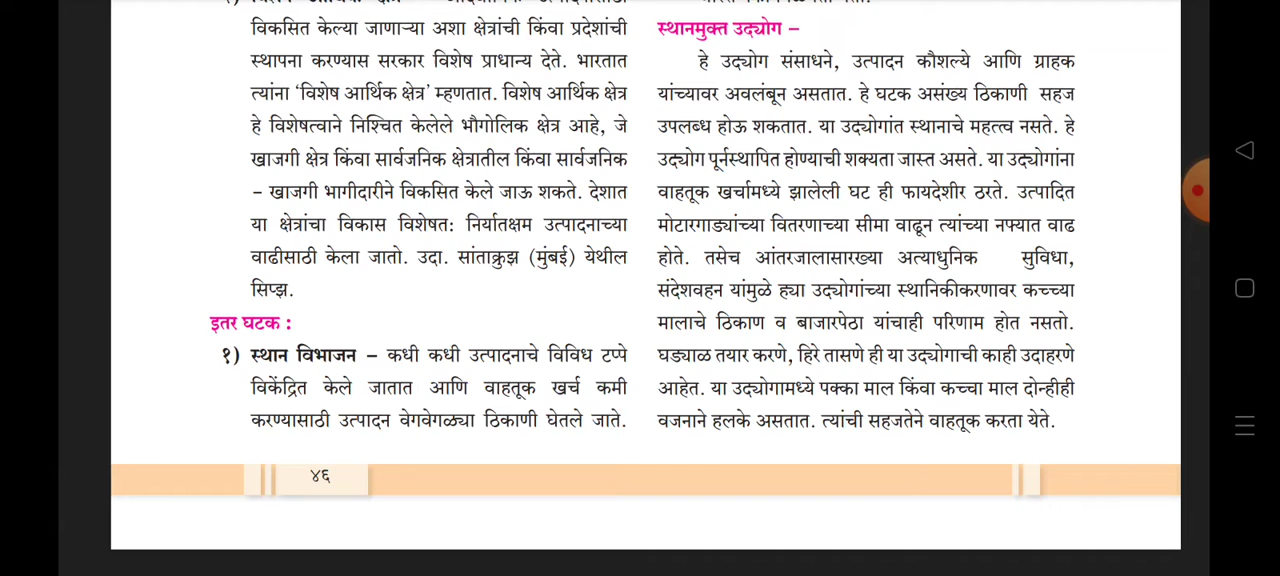 विकसित केल्या जाणाऱ्या अशा क्षेत्रांची किंवा प्रदेशांची
स्थापना करण्यास सरकार विशेष प्राधान्य देते. भारतात
त्यांना ‘विशेष आर्थिक क्षेत्र’ म्हणतात. विशेष आर्थिक क्षेत्र
हे विशेषत्वाने निश्चित केलेले भौगोलिक क्षेत्र आहे, जे
खाजगी क्षेत्र किंवा सार्वजनिक क्षेत्रातील किंवा सार्वजनिक
– खाजगी भागीदारीने विकसित केले जाऊ शकते. देशात
या क्षेत्रांचा विकास विशेषत: निर्यातक्षम उत्पादनाच्या
वाढीसाठी केला जातो. उदा. सांताक्रुझ (मुंबई) येथील
सिप्झ.
इतर घटक :
१) स्थान विभाजन – कधी कधी उत्पादनाचे विविध टप्पे
विकेंद्रित केले जातात आणि वाहतूक खर्च कमी
करण्यासाठी उत्पादन वेगवेगळ्या ठिकाणी घेतले जाते.
स्थानमुक्त उद्योग –
हे उद्योग संसाधने, उत्पादन कौशल्ये आणि ग्राहक
यांच्यावर अवलंबून असतात. हे घटक असंख्य ठिकाणी सहज
उपलब्ध होऊ शकतात. या उद्योगांत स्थानाचे महत्व नसते. हे
उद्योग पूर्नस्थापित होण्याची शक्यता जास्त असते. या उद्योगांना
वाहतूक खर्चामध्ये झालेली घट ही फायदेशीर ठरते. उत्पादित
मोटारगाड्यांच्या वितरणाच्या सीमा वाढून त्यांच्या नफ्यात वाढ
होते. तसेच आंतरजालासारख्या अत्याधुनिक सुविधा,
संदेशवहन यांमुळे ह्या उद्योगांच्या स्थानिकीकरणावर कच्च्या
मालाचे ठिकाण व बाजारपेठा यांचाही परिणाम होत नसतो.
घड्याळ तयार करणे, हिरे तासणे ही या उद्योगाची काही उदाहरणे
आहेत. या उद्योगामध्ये पक्का माल किंवा कच्चा माल दोन्हीही
वजनाने हलके असतात. त्यांची सहजतेने वाहतूक करता येते.
४६